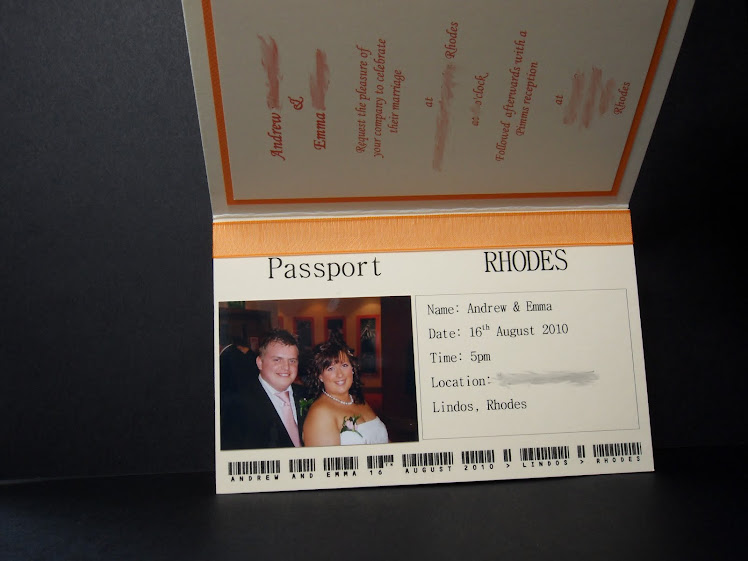 Andrew
&
Emma
Request the pleasure of
your company to celebrate
their marriage
at
Rhodes
at o'clock
Followed afterwards with a
Pimms reception
at
Rhodes
Passport RHODES
Name: Andrew & Emma
Date: 16th August 2010
Time: 5pm
Location:
Lindos, Rhodes
ANDREW AND EMMA 16TH AUGUST 2010 > LINDOS > RHODES